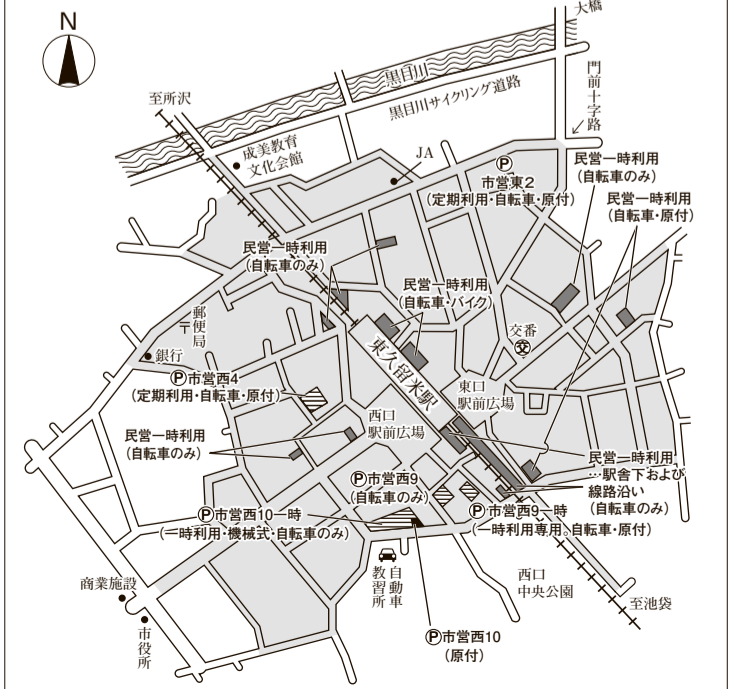 N
大橋
黒目川
黒目川サイクリング道路
門前十字路
至所沢
成美教育
文化会館
JA
Ⓟ
市営東2
(定期利用・自転車・原付)
民営一時利用
(自転車のみ)
民営一時利用
(自転車・原付)
民営一時利用
(自転車のみ)
民営一時利用
(自転車・バイク)
交番
交
〒郵便局
銀行
東久留米駅
東口
駅前広場
Ⓟ市営西4
(定期利用・自転車・原付)
西口
駅前広場
民営一時利用
(自転車のみ)
民営一時利用
…駅舎下および
線路沿い
(自転車のみ)
Ⓟ市営西9
(自転車のみ)
Ⓟ市営西10一時
(一時利用・機械式・自転車のみ)
Ⓟ市営西9一時
(一時利用専用。自転車・原付)
自動車
教習所
西口
中央公園
商業施設
市役所
至池袋
Ⓟ市営西10
(原付)